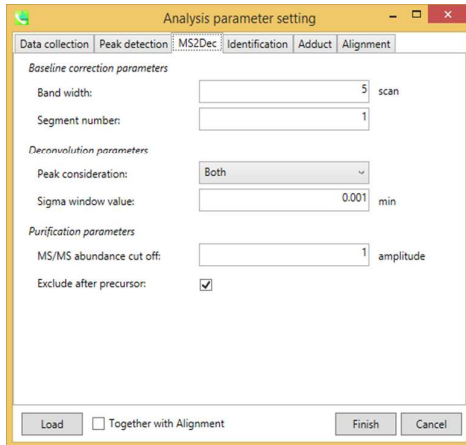 Analysis parameter setting
Data collection Peak detection MS2Dec Identification Adduct Alignment
Baseline correction parameters
Band width: 5 scan
Segment number: 1
Deconvolution parameters
Peak consideration: Both
Sigma window value: 0.001 min
Purification parameters
MS/MS abundance cut off: 1 amplitude
Exclude after precursor:
Load Together with Alignment Finish Cancel